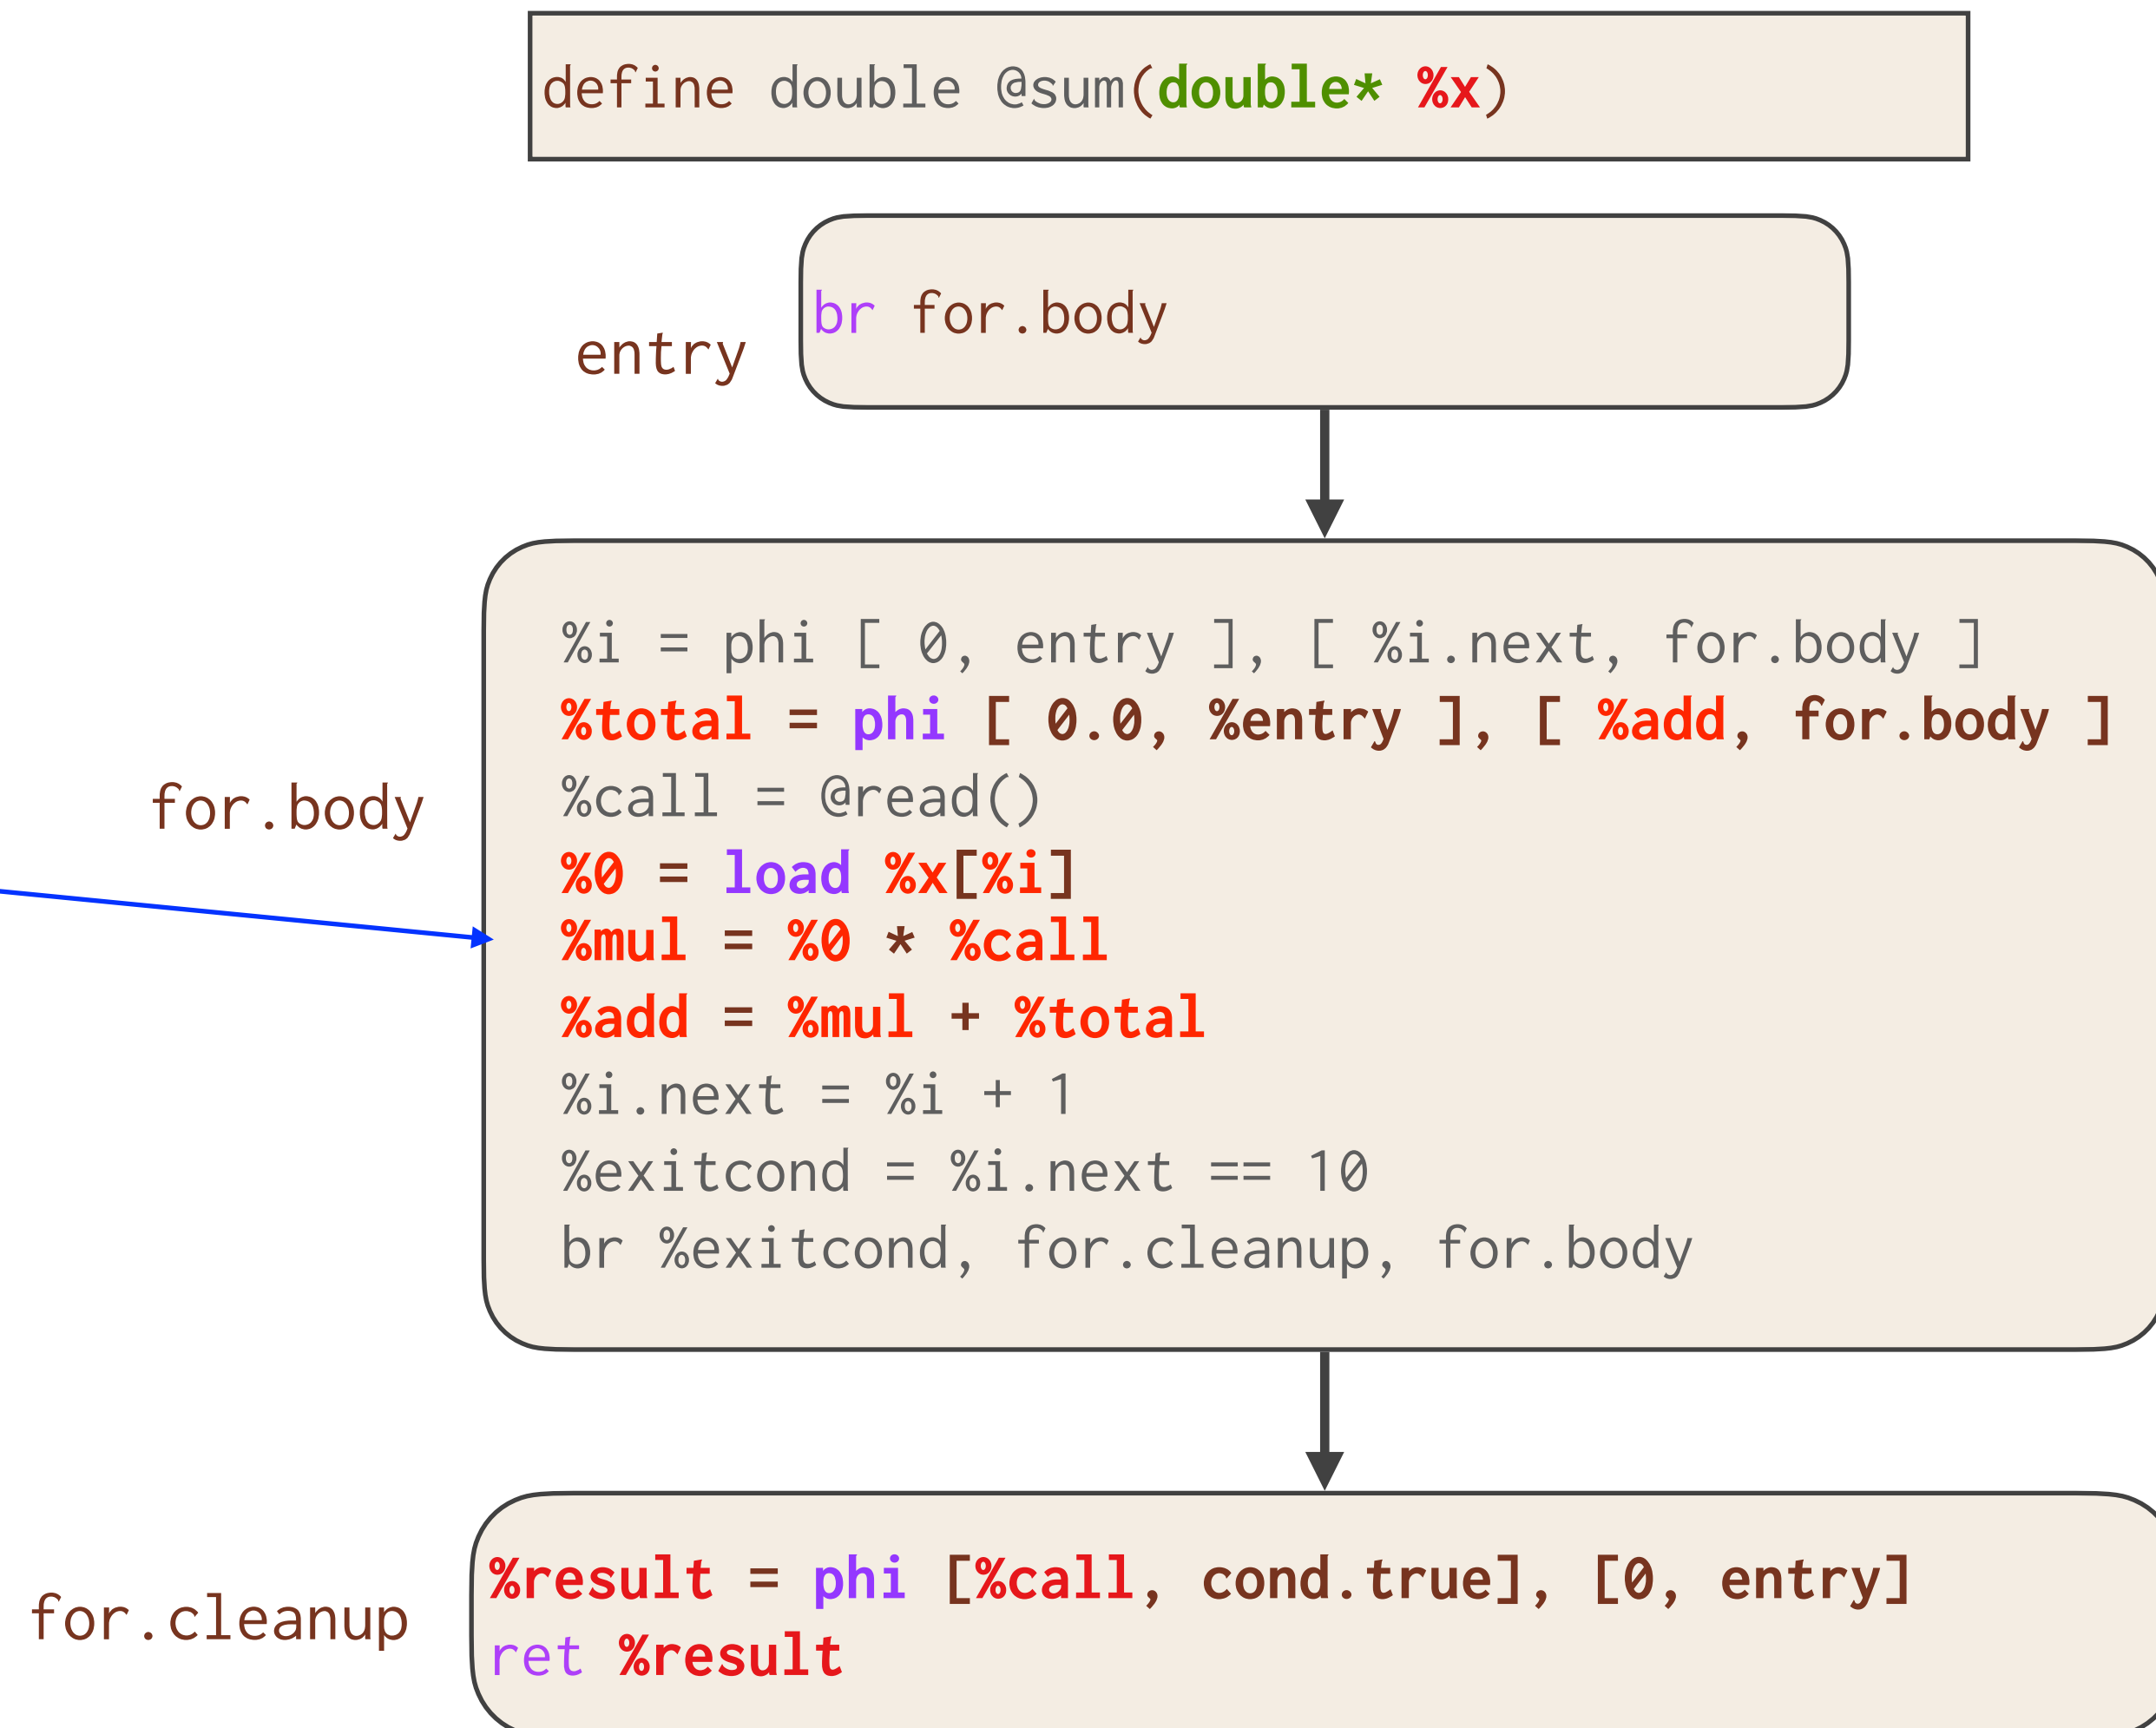 define double @sum(double* %x)
br for.body
entry
%i = phi [ 0, entry ], [ %i.next, for.body ]
%total = phi [ 0.0, %entry ], [ %add, for.body ]
%call = @read()
for.body
%0 = load %x[%i]
%mul = %0 * %call
%add = %mul + %total
%i.next = %i + 1
%exitcond = %i.next == 10
br %exitcond, for.cleanup, for.body
%result = phi [%call, cond.true], [0, entry]
for.cleanup
ret %result